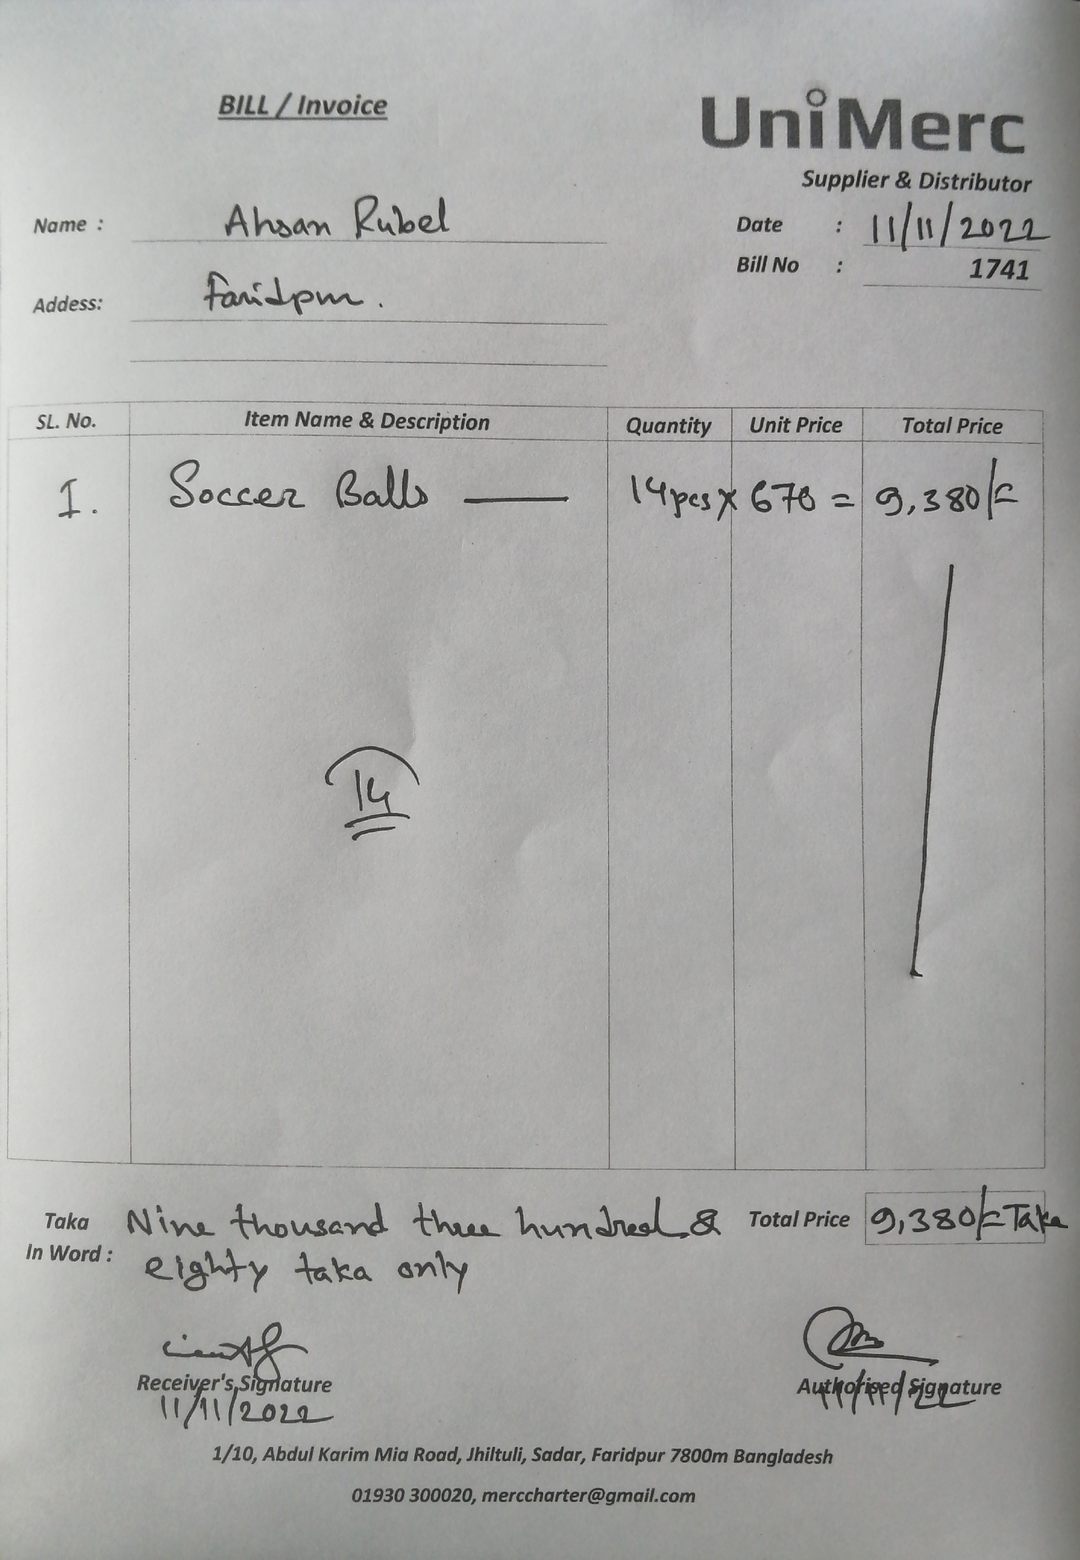 BILL / Invoice
UniMerc
Supplier & Distributor
Name : Ahsan Rubel
Date : 11/11/2022
Bill No : 1741
Addess: Faridpur.
SL. No. Item Name & Description Quantity Unit Price Total Price
1. Soccer Balls — 14pcs x 670 = 9,380/=
14
Taka In Word : Nine thousand three hundred & eighty taka only
Total Price 9,380/= Taka
Receiver's Signature
11/11/2022
Authorised Signature
11/11/22
1/10, Abdul Karim Mia Road, Jhiltuli, Sadar, Faridpur 7800m Bangladesh
01930 300020, merccharter@gmail.com